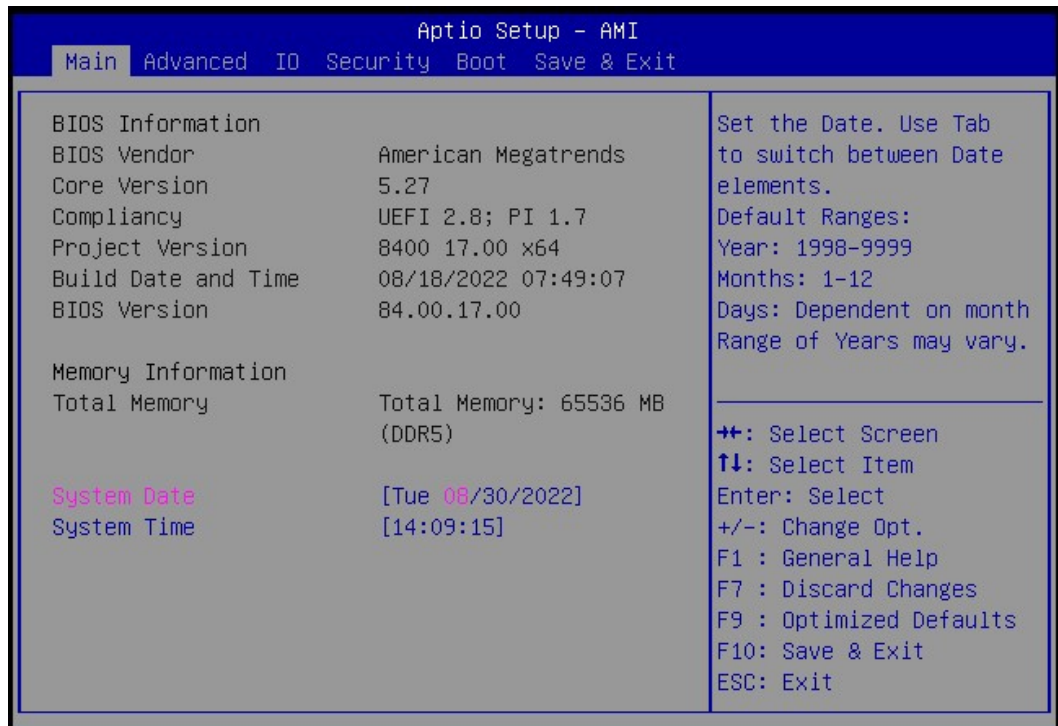 Aptio Setup – AMI
Main Advanced IO Security Boot Save & Exit
BIOS Information
BIOS Vendor American Megatrends
Core Version 5.27
Compliancy UEFI 2.8; PI 1.7
Project Version 8400 17.00 x64
Build Date and Time 08/18/2022 07:49:07
BIOS Version 84.00.17.00
Memory Information
Total Memory Total Memory: 65536 MB
(DDR5)
System Date [Tue 08/30/2022]
System Time [14:09:15]
Set the Date. Use Tab
to switch between Date
elements.
Default Ranges:
Year: 1998-9999
Months: 1-12
Days: Dependent on month
Range of Years may vary.
→←: Select Screen
↑↓: Select Item
Enter: Select
+/-: Change Opt.
F1 : General Help
F7 : Discard Changes
F9 : Optimized Defaults
F10: Save & Exit
ESC: Exit